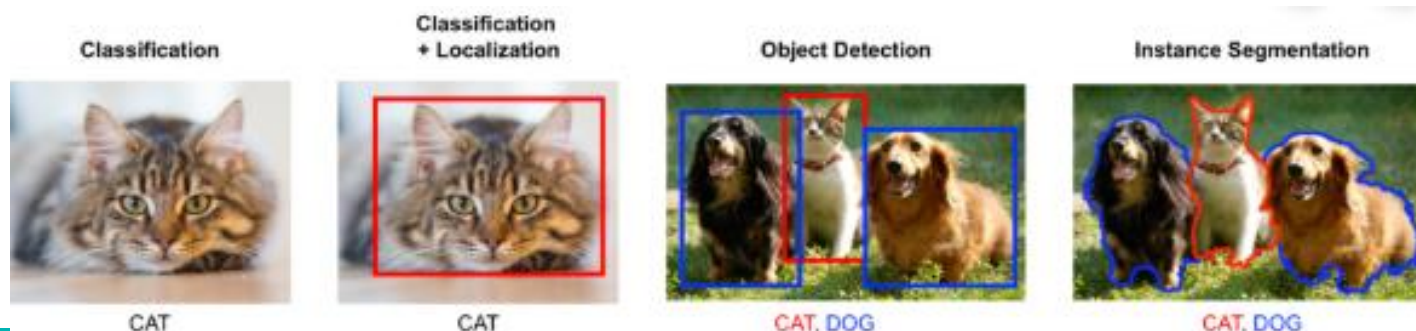 Classification
Classification
+ Localization
Object Detection
Instance Segmentation
CAT
CAT
CAT, DOG
CAT, DOG